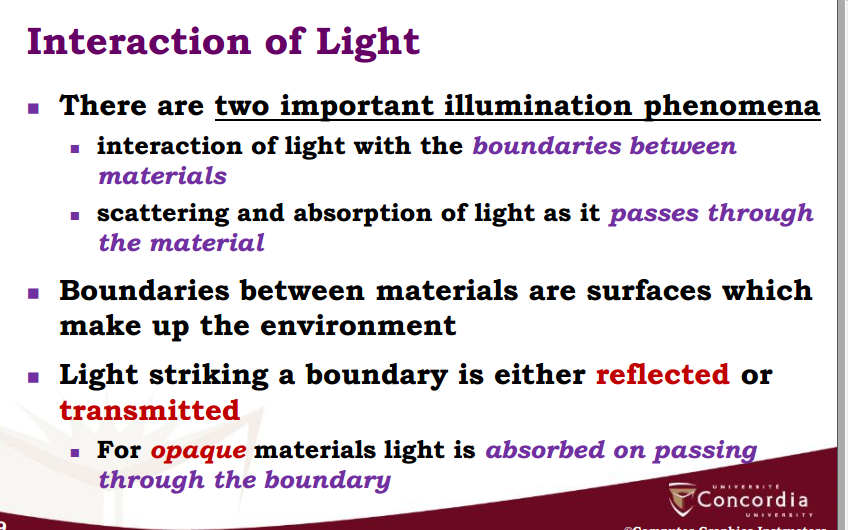 Interaction of Light
▪ There are two important illumination phenomena
▪ interaction of light with the boundaries between
materials
▪ scattering and absorption of light as it passes through
the material
▪ Boundaries between materials are surfaces which
make up the environment
▪ Light striking a boundary is either reflected or
transmitted
▪ For opaque materials light is absorbed on passing
through the boundary
UNIVERSITÉ
Concordia
UNIVERSITY
©Computer Graphics Instructors